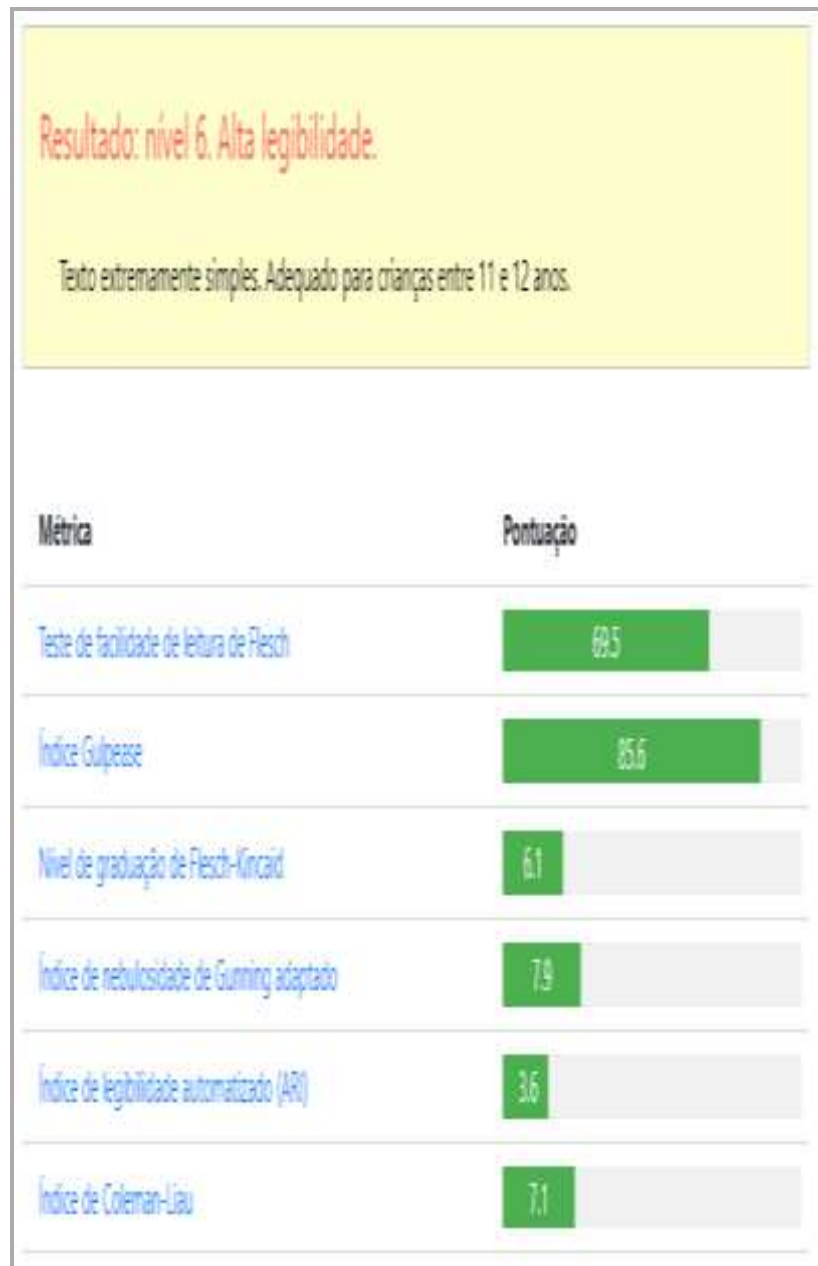 Resultado: nível 6. Alta legibilidade.
Texto extremamente simples. Adequado para crianças entre 11 e 12 anos.
Métrica Pontuação
Teste de facilidade de leitura de Flesch 69.5
Índice Gulpease 85.6
Nível de graduação de Flesch-Kincaid 6.1
Índice de nebulosidade de Gunning adaptado 7.9
Índice de legibilidade automatizado (ARI) 3.6
Índice de Coleman-Liau 7.1